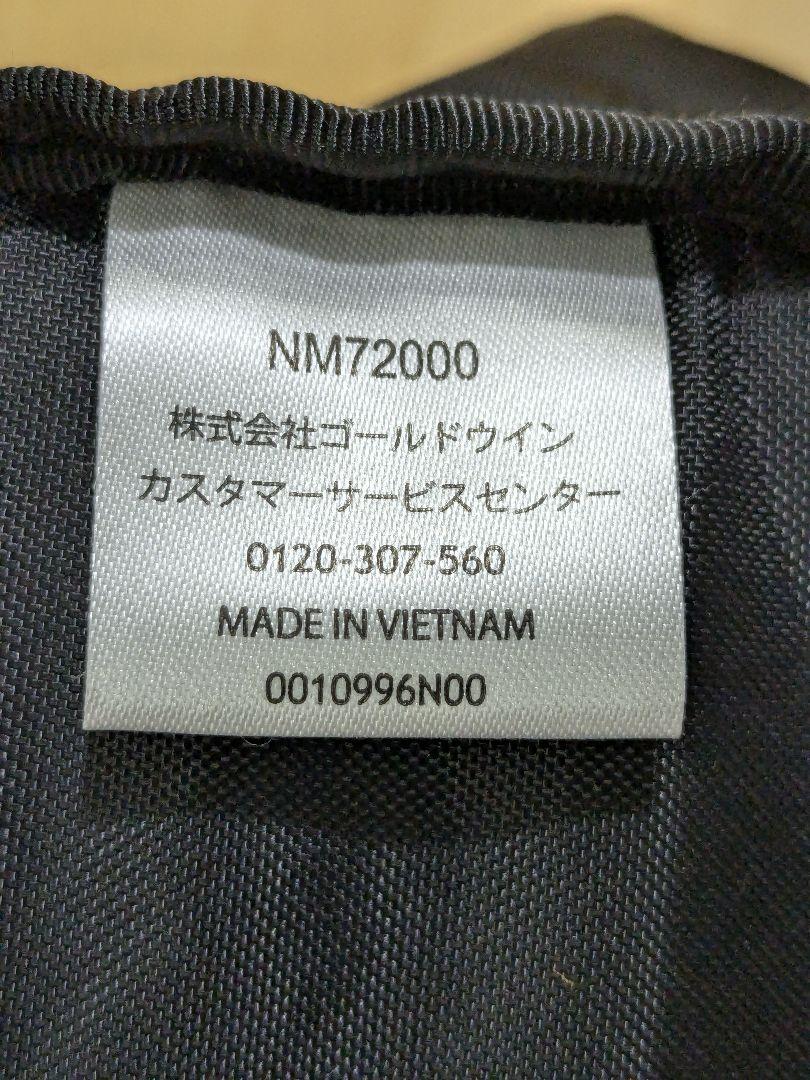 NM72000
株式会社ゴールドウイン
カスタマーサービスセンター
0120-307-560
MADE IN VIETNAM
0010996N00